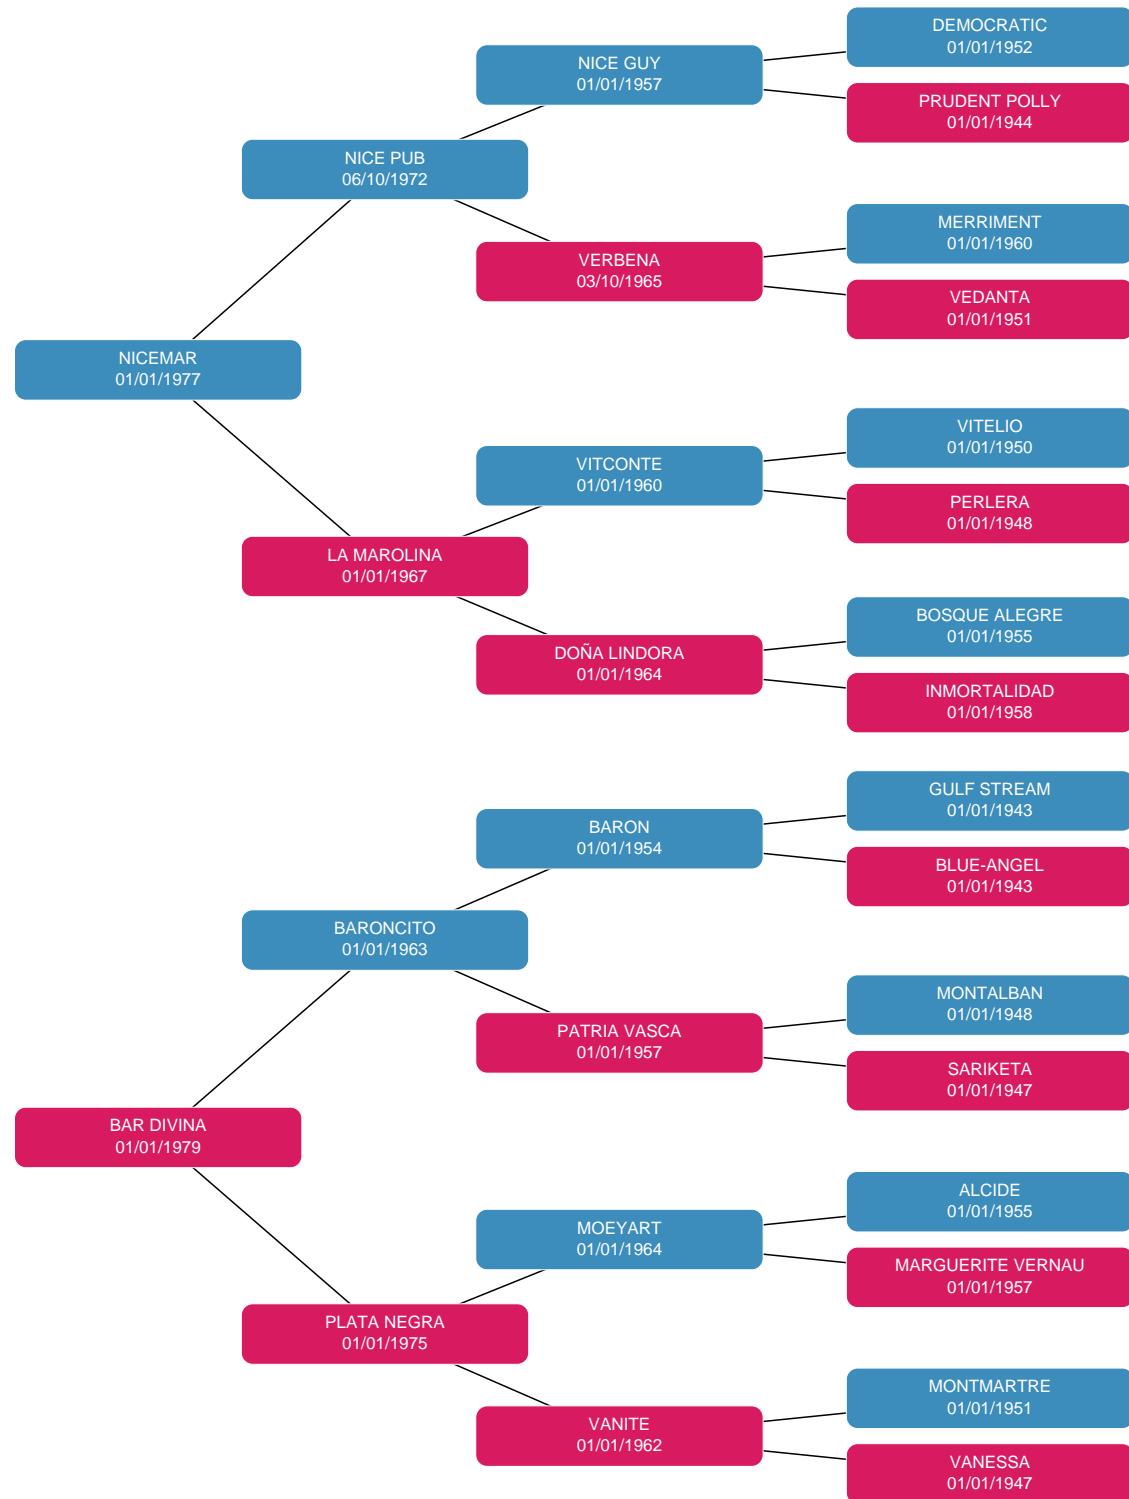 DEMOCRATIC
01/01/1952
NICE GUY
01/01/1957
PRUDENT POLLY
01/01/1944
NICE PUB
06/10/1972
MERRIMENT
01/01/1960
VERBENA
03/10/1965
VEDANTA
01/01/1951
NICEMAR
01/01/1977
VITELIO
01/01/1950
VITCONTE
01/01/1960
PERLERA
01/01/1948
LA MAROLINA
01/01/1967
BOSQUE ALEGRE
01/01/1955
DOÑA LINDORA
01/01/1964
INMORTALIDAD
01/01/1958
GULF STREAM
01/01/1943
BARON
01/01/1954
BLUE-ANGEL
01/01/1943
BARONCITO
01/01/1963
MONTALBAN
01/01/1948
PATRIA VASCA
01/01/1957
SARIKETA
01/01/1947
BAR DIVINA
01/01/1979
ALCIDE
01/01/1955
MOEYART
01/01/1964
MARGUERITE VERNAU
01/01/1957
PLATA NEGRA
01/01/1975
MONTMARTRE
01/01/1951
VANITE
01/01/1962
VANESSA
01/01/1947